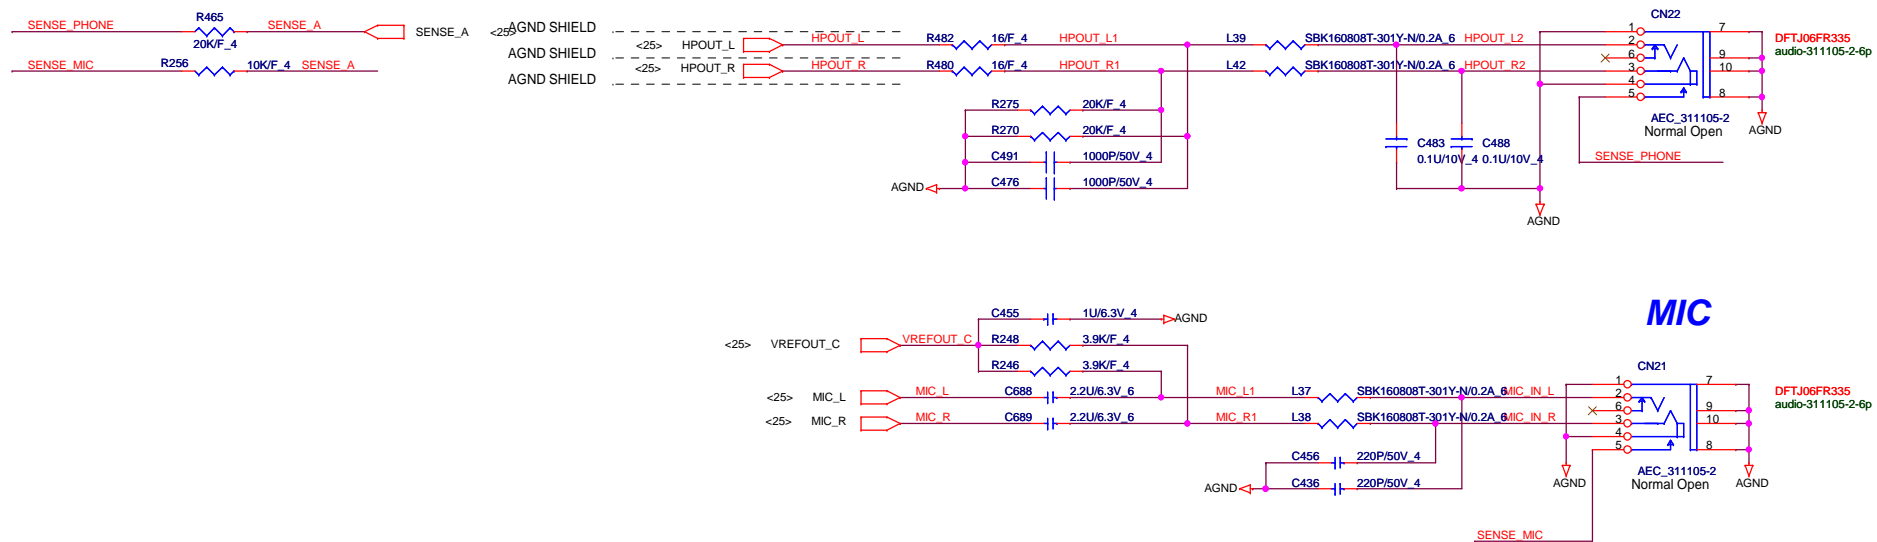 SENSE_PHONE R465 SENSE_A
20K/F_4
SENSE_A <25>
SENSE_MIC R256 10K/F_4 SENSE_A
AGND SHIELD
AGND SHIELD
AGND SHIELD
<25> HPOUT_L HPOUT_L R482 16/F_4 HPOUT_L1 L39 SBK160808T-301Y-N/0.2A_6 HPOUT_L2
<25> HPOUT_R HPOUT_R R480 16/F_4 HPOUT_R1 L42 SBK160808T-301Y-N/0.2A_6 HPOUT_R2
R275 20K/F_4
R270 20K/F_4
C491 1000P/50V_4
AGND C476 1000P/50V_4
C483 C488
0.1U/10V_4 0.1U/10V_4
AGND
CN22
1 7
2
6 9
3 10
4
5 8
DFTJ06FR335
audio-311105-2-6p
AEC_311105-2
Normal Open
AGND
SENSE_PHONE
MIC
C455 1U/6.3V_4 AGND
<25> VREFOUT_C VREFOUT_C R248 3.9K/F_4
R246 3.9K/F_4
<25> MIC_L MIC_L C688 2.2U/6.3V_6 MIC_L1 L37 SBK160808T-301Y-N/0.2A_6 MIC_IN_L
<25> MIC_R MIC_R C689 2.2U/6.3V_6 MIC_R1 L38 SBK160808T-301Y-N/0.2A_6 MIC_IN_R
C456 220P/50V_4
AGND C436 220P/50V_4
CN21
1 7
2
6 9
3 10
4
5 8
DFTJ06FR335
audio-311105-2-6p
AEC_311105-2
Normal Open
AGND AGND
SENSE_MIC